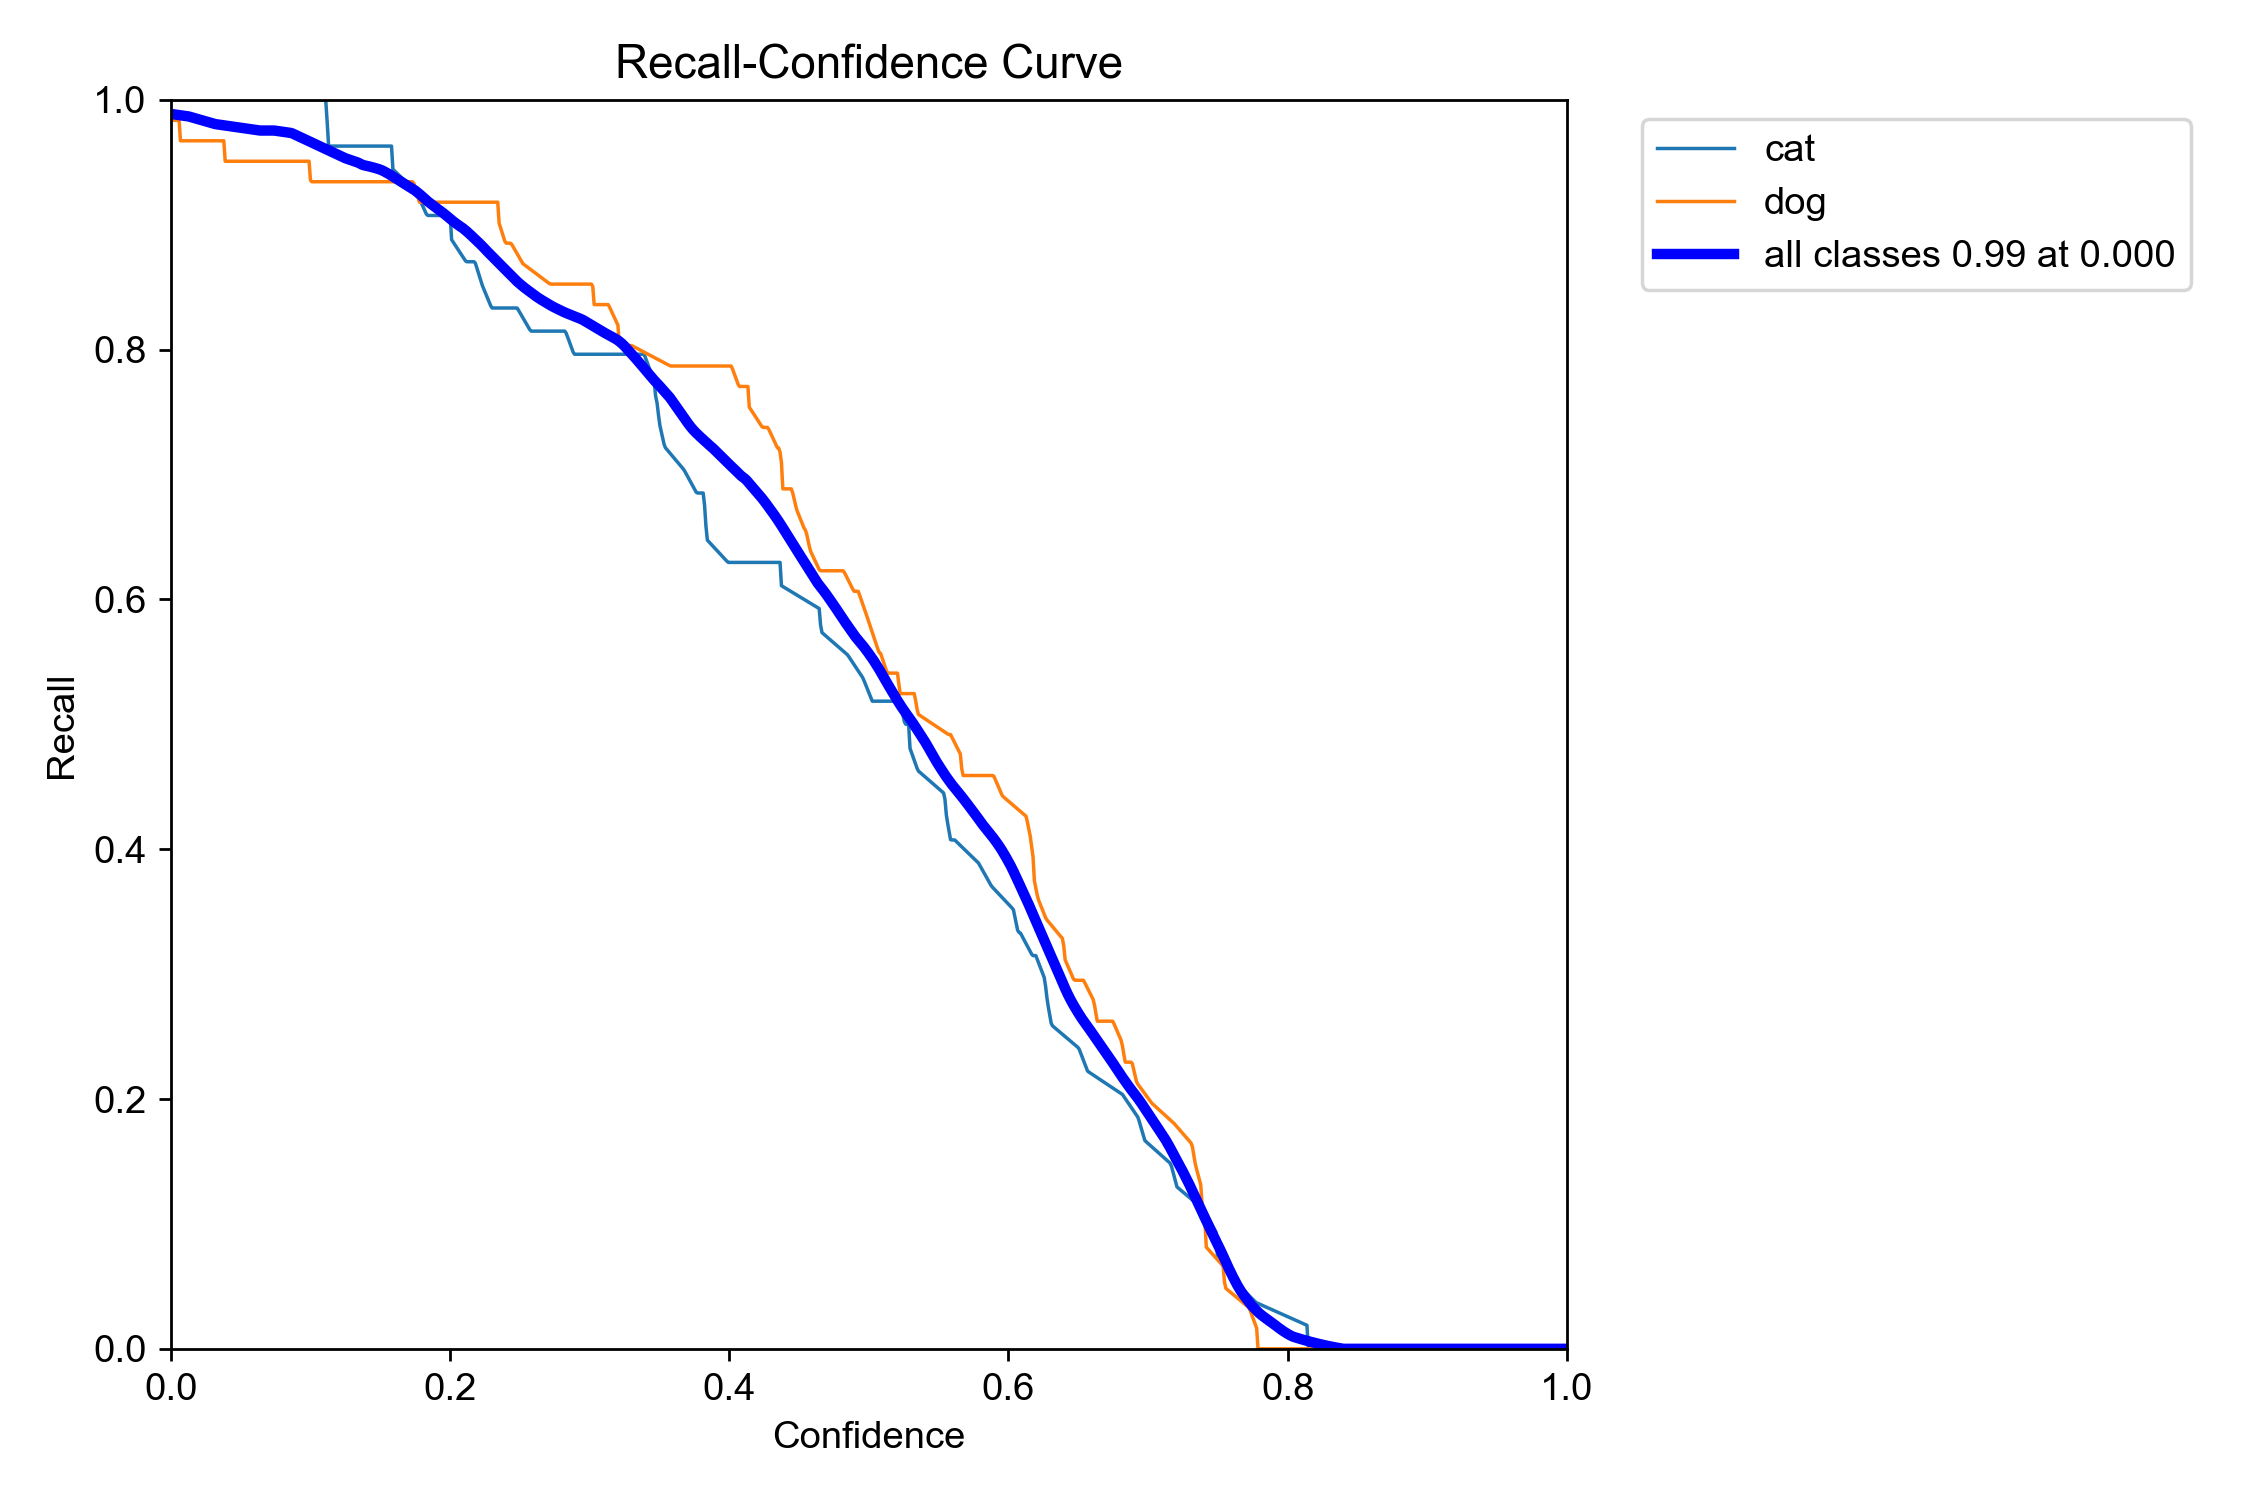 Recall-Confidence Curve
1.0
0.8
0.6
0.4
0.2
0.0
Recall
0.0 0.2 0.4 0.6 0.8 1.0
Confidence
cat
dog
all classes 0.99 at 0.000